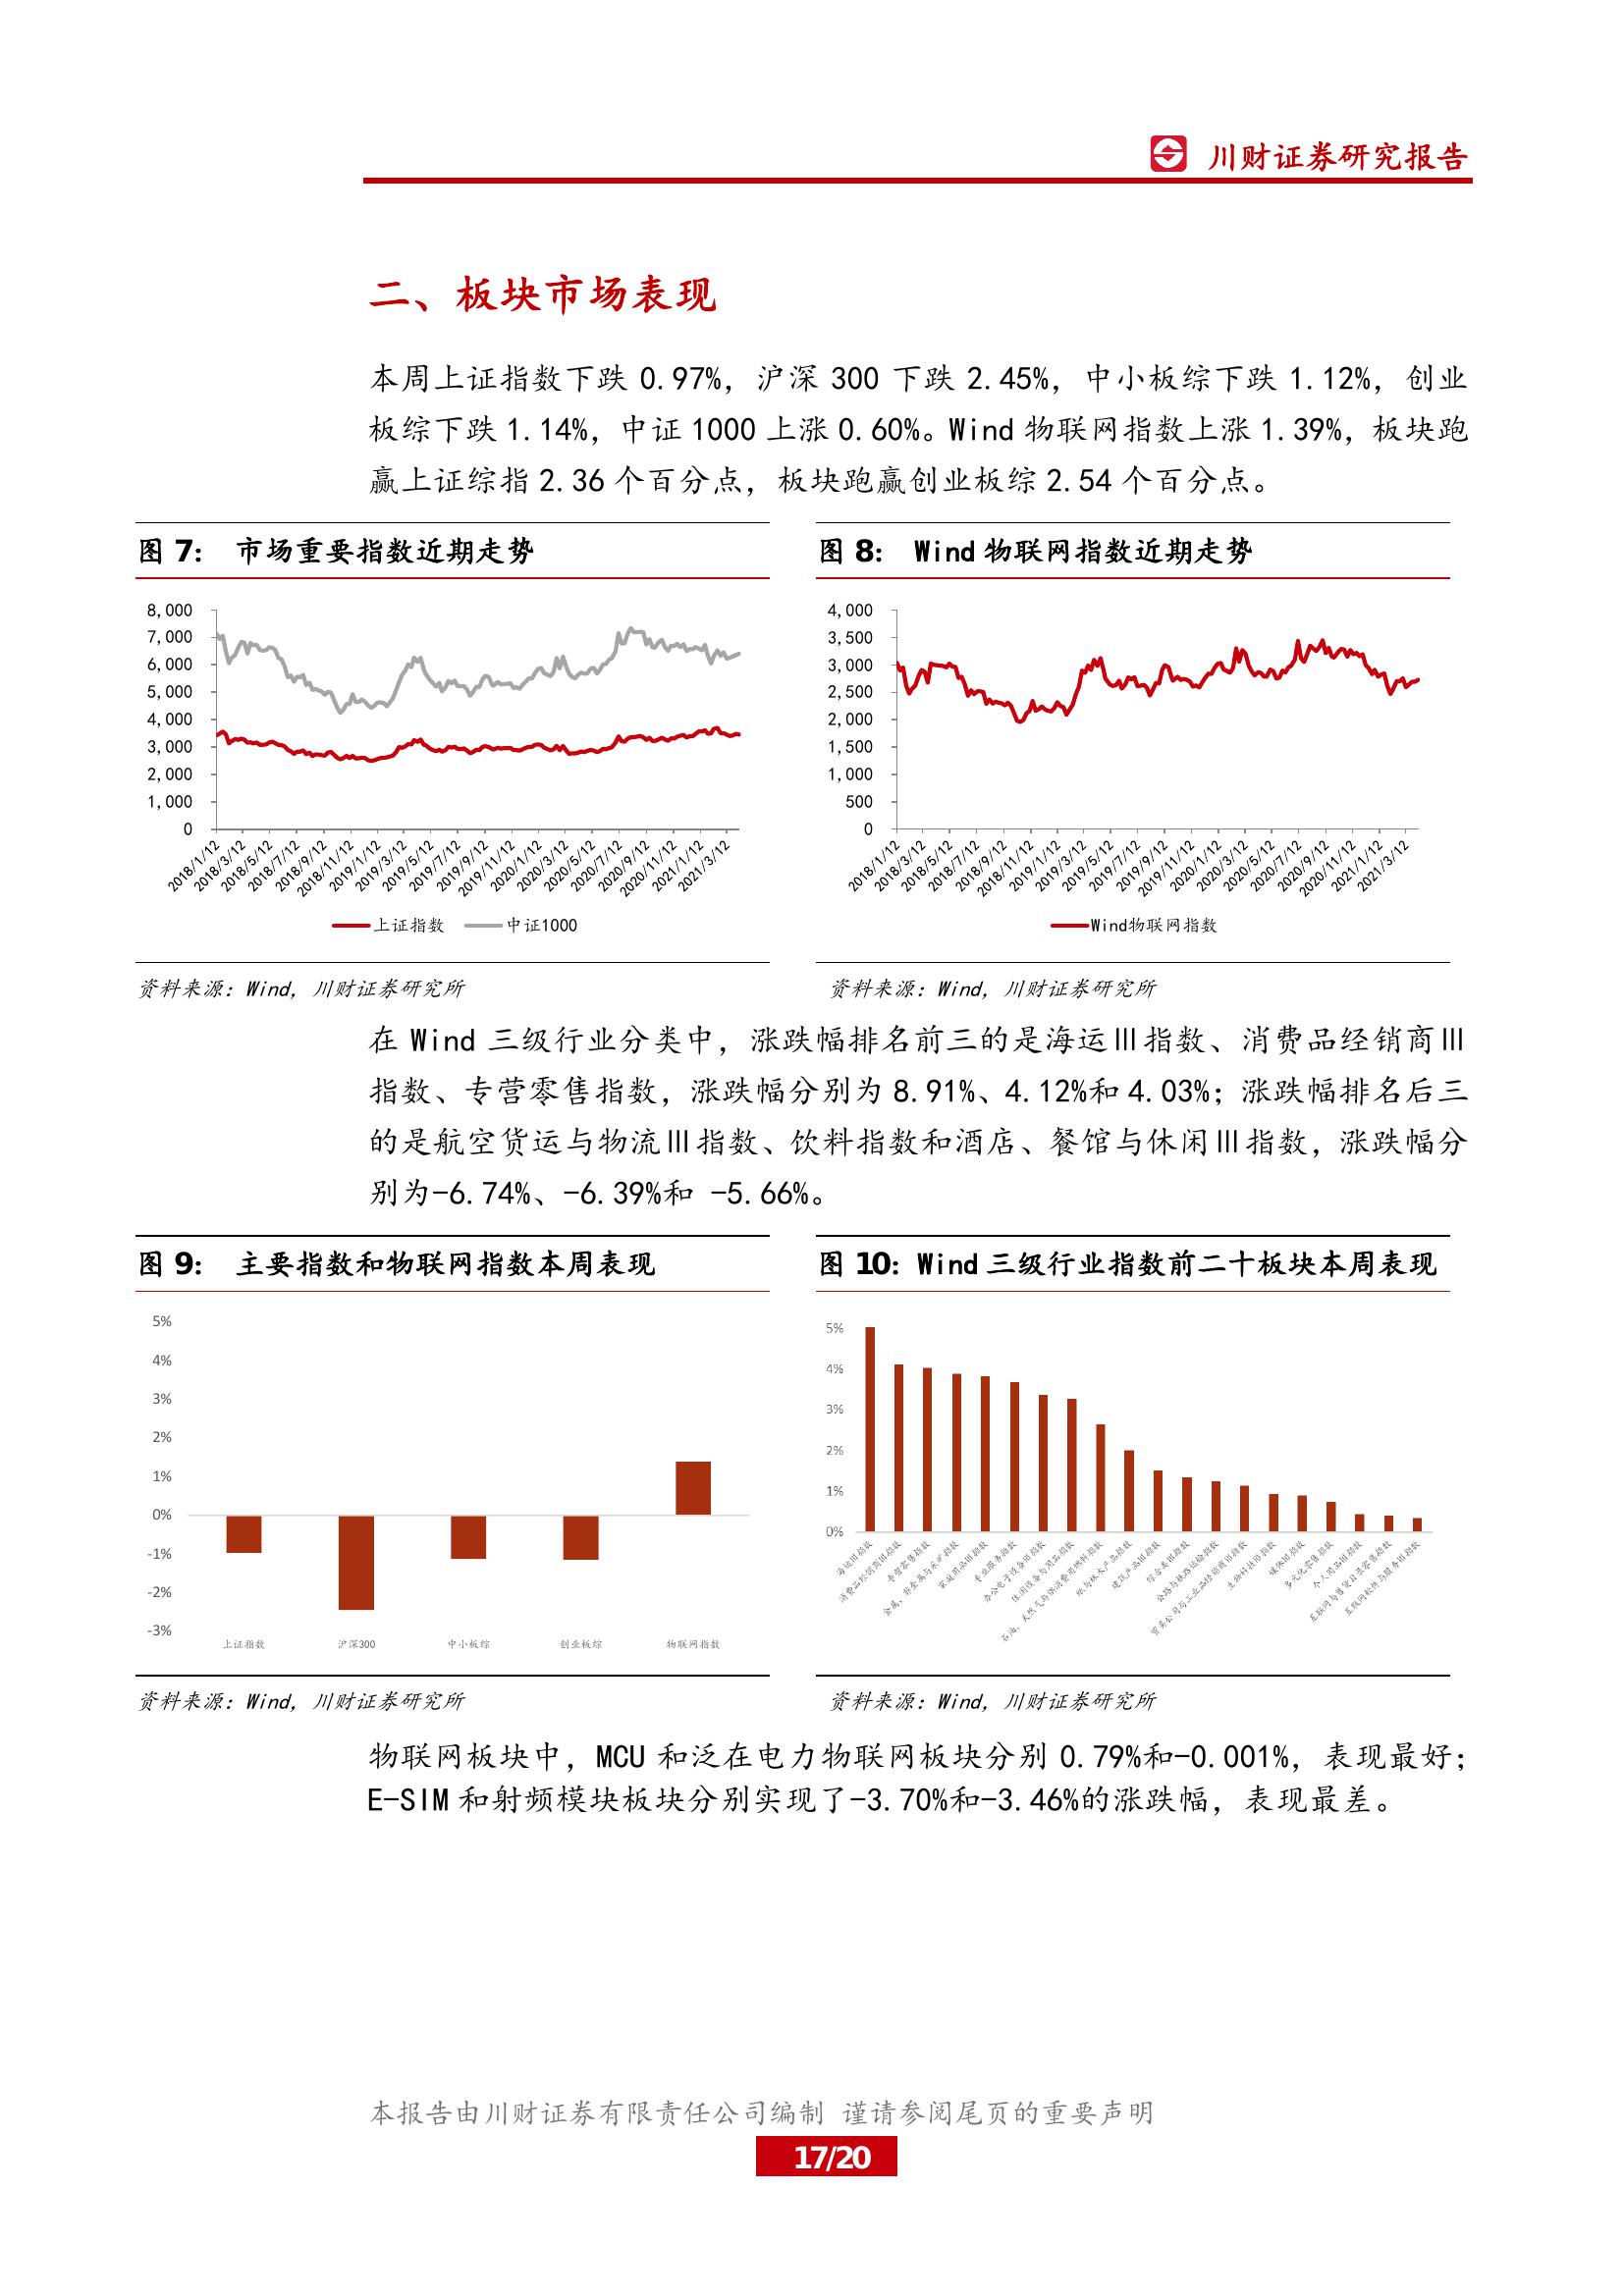 川财证券研究报告
二、板块市场表现
本周上证指数下跌 0.97%，沪深 300 下跌 2.45%，中小板综下跌 1.12%，创业
板综下跌 1.14%，中证 1000 上涨 0.60%。Wind 物联网指数上涨 1.39%，板块跑
赢上证综指 2.36 个百分点，板块跑赢创业板综 2.54 个百分点。
图 7： 市场重要指数近期走势
8,000
7,000
6,000
5,000
4,000
3,000
2,000
1,000
0
2018/1/12
2018/3/12
2018/5/12
2018/7/12
2018/9/12
2018/11/12
2019/1/12
2019/3/12
2019/5/12
2019/7/12
2019/9/12
2019/11/12
2020/1/12
2020/3/12
2020/5/12
2020/7/12
2020/9/12
2020/11/12
2021/1/12
2021/3/12
上证指数 中证1000
资料来源：Wind，川财证券研究所
图 8： Wind 物联网指数近期走势
4,000
3,500
3,000
2,500
2,000
1,500
1,000
500
0
2018/1/12
2018/3/12
2018/5/12
2018/7/12
2018/9/12
2018/11/12
2019/1/12
2019/3/12
2019/5/12
2019/7/12
2019/9/12
2019/11/12
2020/1/12
2020/3/12
2020/5/12
2020/7/12
2020/9/12
2020/11/12
2021/1/12
2021/3/12
Wind物联网指数
资料来源：Wind，川财证券研究所
在 Wind 三级行业分类中，涨跌幅排名前三的是海运Ⅲ指数、消费品经销商Ⅲ
指数、专营零售指数，涨跌幅分别为 8.91%、4.12%和 4.03%；涨跌幅排名后三
的是航空货运与物流Ⅲ指数、饮料指数和酒店、餐馆与休闲Ⅲ指数，涨跌幅分
别为-6.74%、-6.39%和 -5.66%。
图 9： 主要指数和物联网指数本周表现
5%
4%
3%
2%
1%
0%
-1%
-2%
-3%
上证指数
沪深300
中小板综
创业板综
物联网指数
资料来源：Wind，川财证券研究所
图 10： Wind 三级行业指数前二十板块本周表现
5%
4%
3%
2%
1%
0%
海运Ⅲ指数
消费品经销商Ⅲ指数
专营零售指数
金属、非金属与采矿指数
家庭用品Ⅲ指数
专业服务指数
办公电子设备Ⅲ指数
休闲设备与用品指数
石油、天然气与供消费用燃料指数
纸与林木产品指数
建筑产品Ⅲ指数
综合类Ⅲ指数
公路与铁路运输指数
贸易公司与工业品经销商Ⅲ指数
生物科技Ⅲ指数
媒体Ⅲ指数
多元化零售指数
个人用品Ⅲ指数
互联网与售货目录零售指数
互联网软件与服务Ⅲ指数
资料来源：Wind，川财证券研究所
物联网板块中，MCU 和泛在电力物联网板块分别 0.79%和-0.001%，表现最好；
E-SIM 和射频模块板块分别实现了-3.70%和-3.46%的涨跌幅，表现最差。
本报告由川财证券有限责任公司编制 谨请参阅尾页的重要声明
17/20